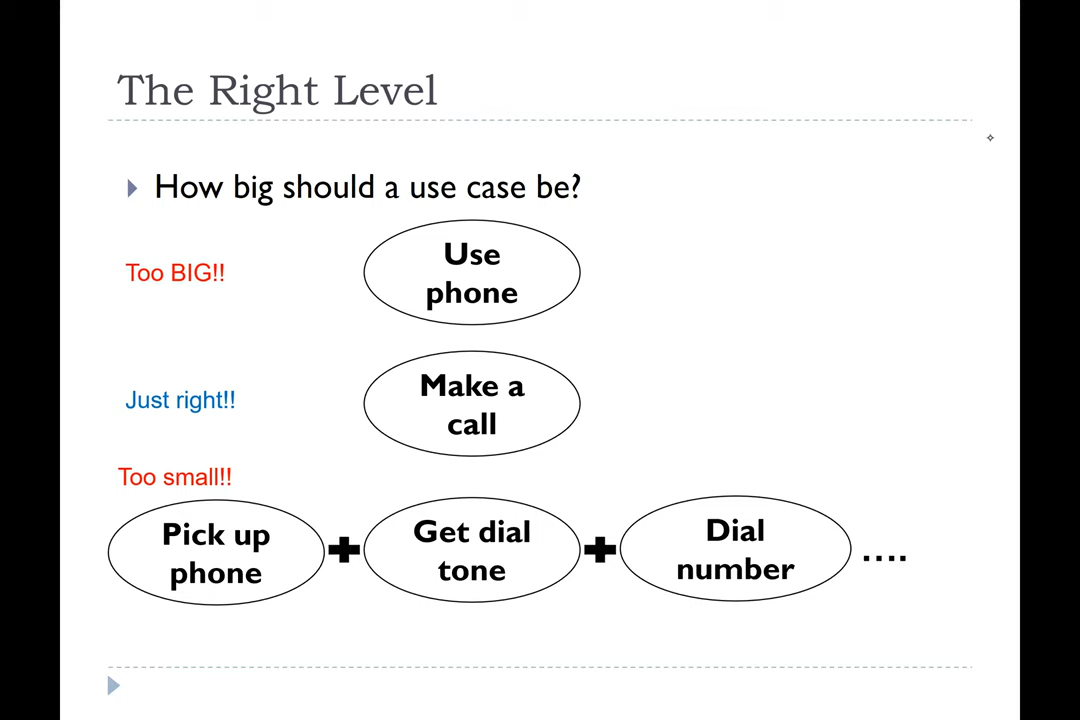 The Right Level
How big should a use case be?
Too BIG!!
Use
phone
Just right!!
Make a
call
Too small!!
Pick up
phone
Get dial
tone
Dial
number
....